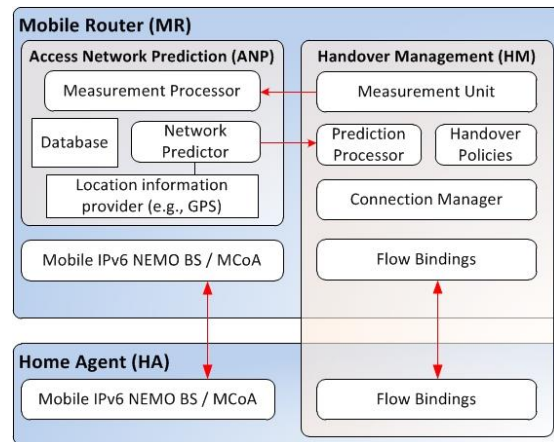 Mobile Router (MR)
Access Network Prediction (ANP)
Measurement Processor
Database
Network
Predictor
Location information
provider (e.g., GPS)
Mobile IPv6 NEMO BS / MCoA
Handover Management (HM)
Measurement Unit
Prediction
Processor
Handover
Policies
Connection Manager
Flow Bindings
Home Agent (HA)
Mobile IPv6 NEMO BS / MCoA
Flow Bindings